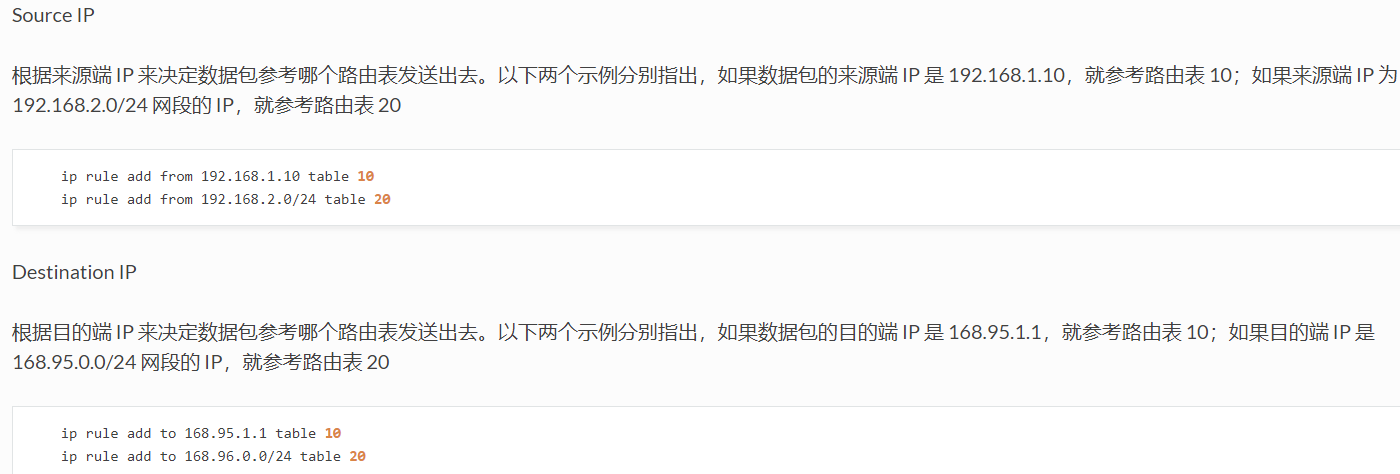 Source IP
根据来源端 IP 来决定数据包参考哪个路由表发送出去。以下两个示例分别指出，如果数据包的来源端 IP 是 192.168.1.10，就参考路由表 10；如果来源端 IP 为
192.168.2.0/24 网段的 IP，就参考路由表 20
ip rule add from 192.168.1.10 table 10
ip rule add from 192.168.2.0/24 table 20
Destination IP
根据目的端 IP 来决定数据包参考哪个路由表发送出去。以下两个示例分别指出，如果数据包的目的端 IP 是 168.95.1.1，就参考路由表 10；如果目的端 IP 是
168.95.0.0/24 网段的 IP，就参考路由表 20
ip rule add to 168.95.1.1 table 10
ip rule add to 168.96.0.0/24 table 20